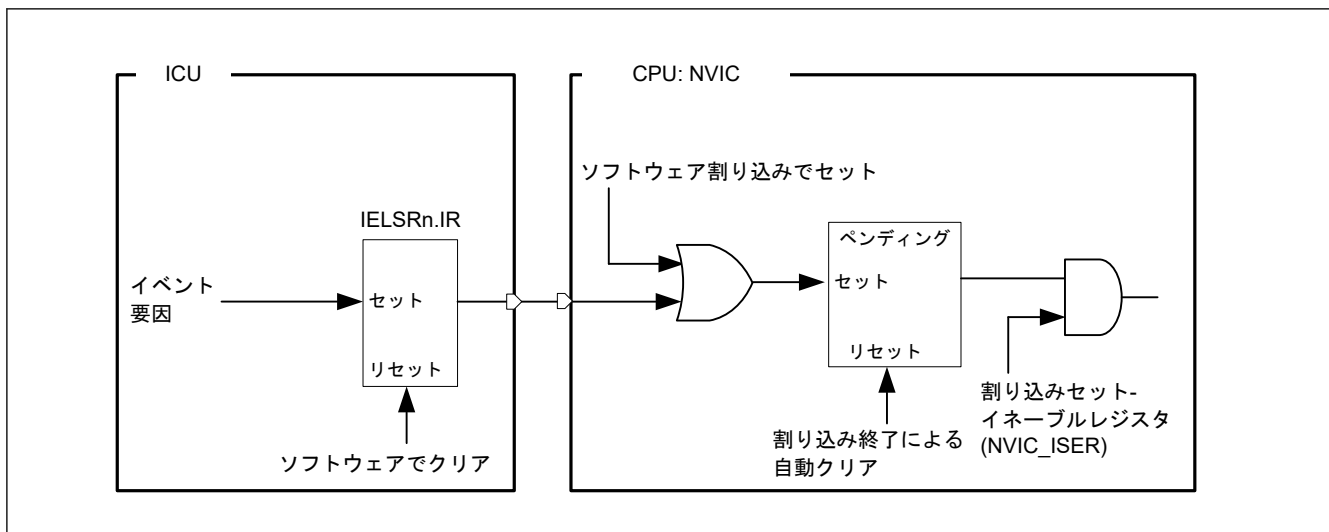 ICU
CPU: NVIC
ソフトウェア割り込みでセット
IELSRn.IR
ペンディング
イベント
要因
セット
セット
リセット
リセット
ソフトウェアでクリア
割り込み終了による
自動クリア
割り込みセット-
イネーブルレジスタ
(NVIC_ISER)